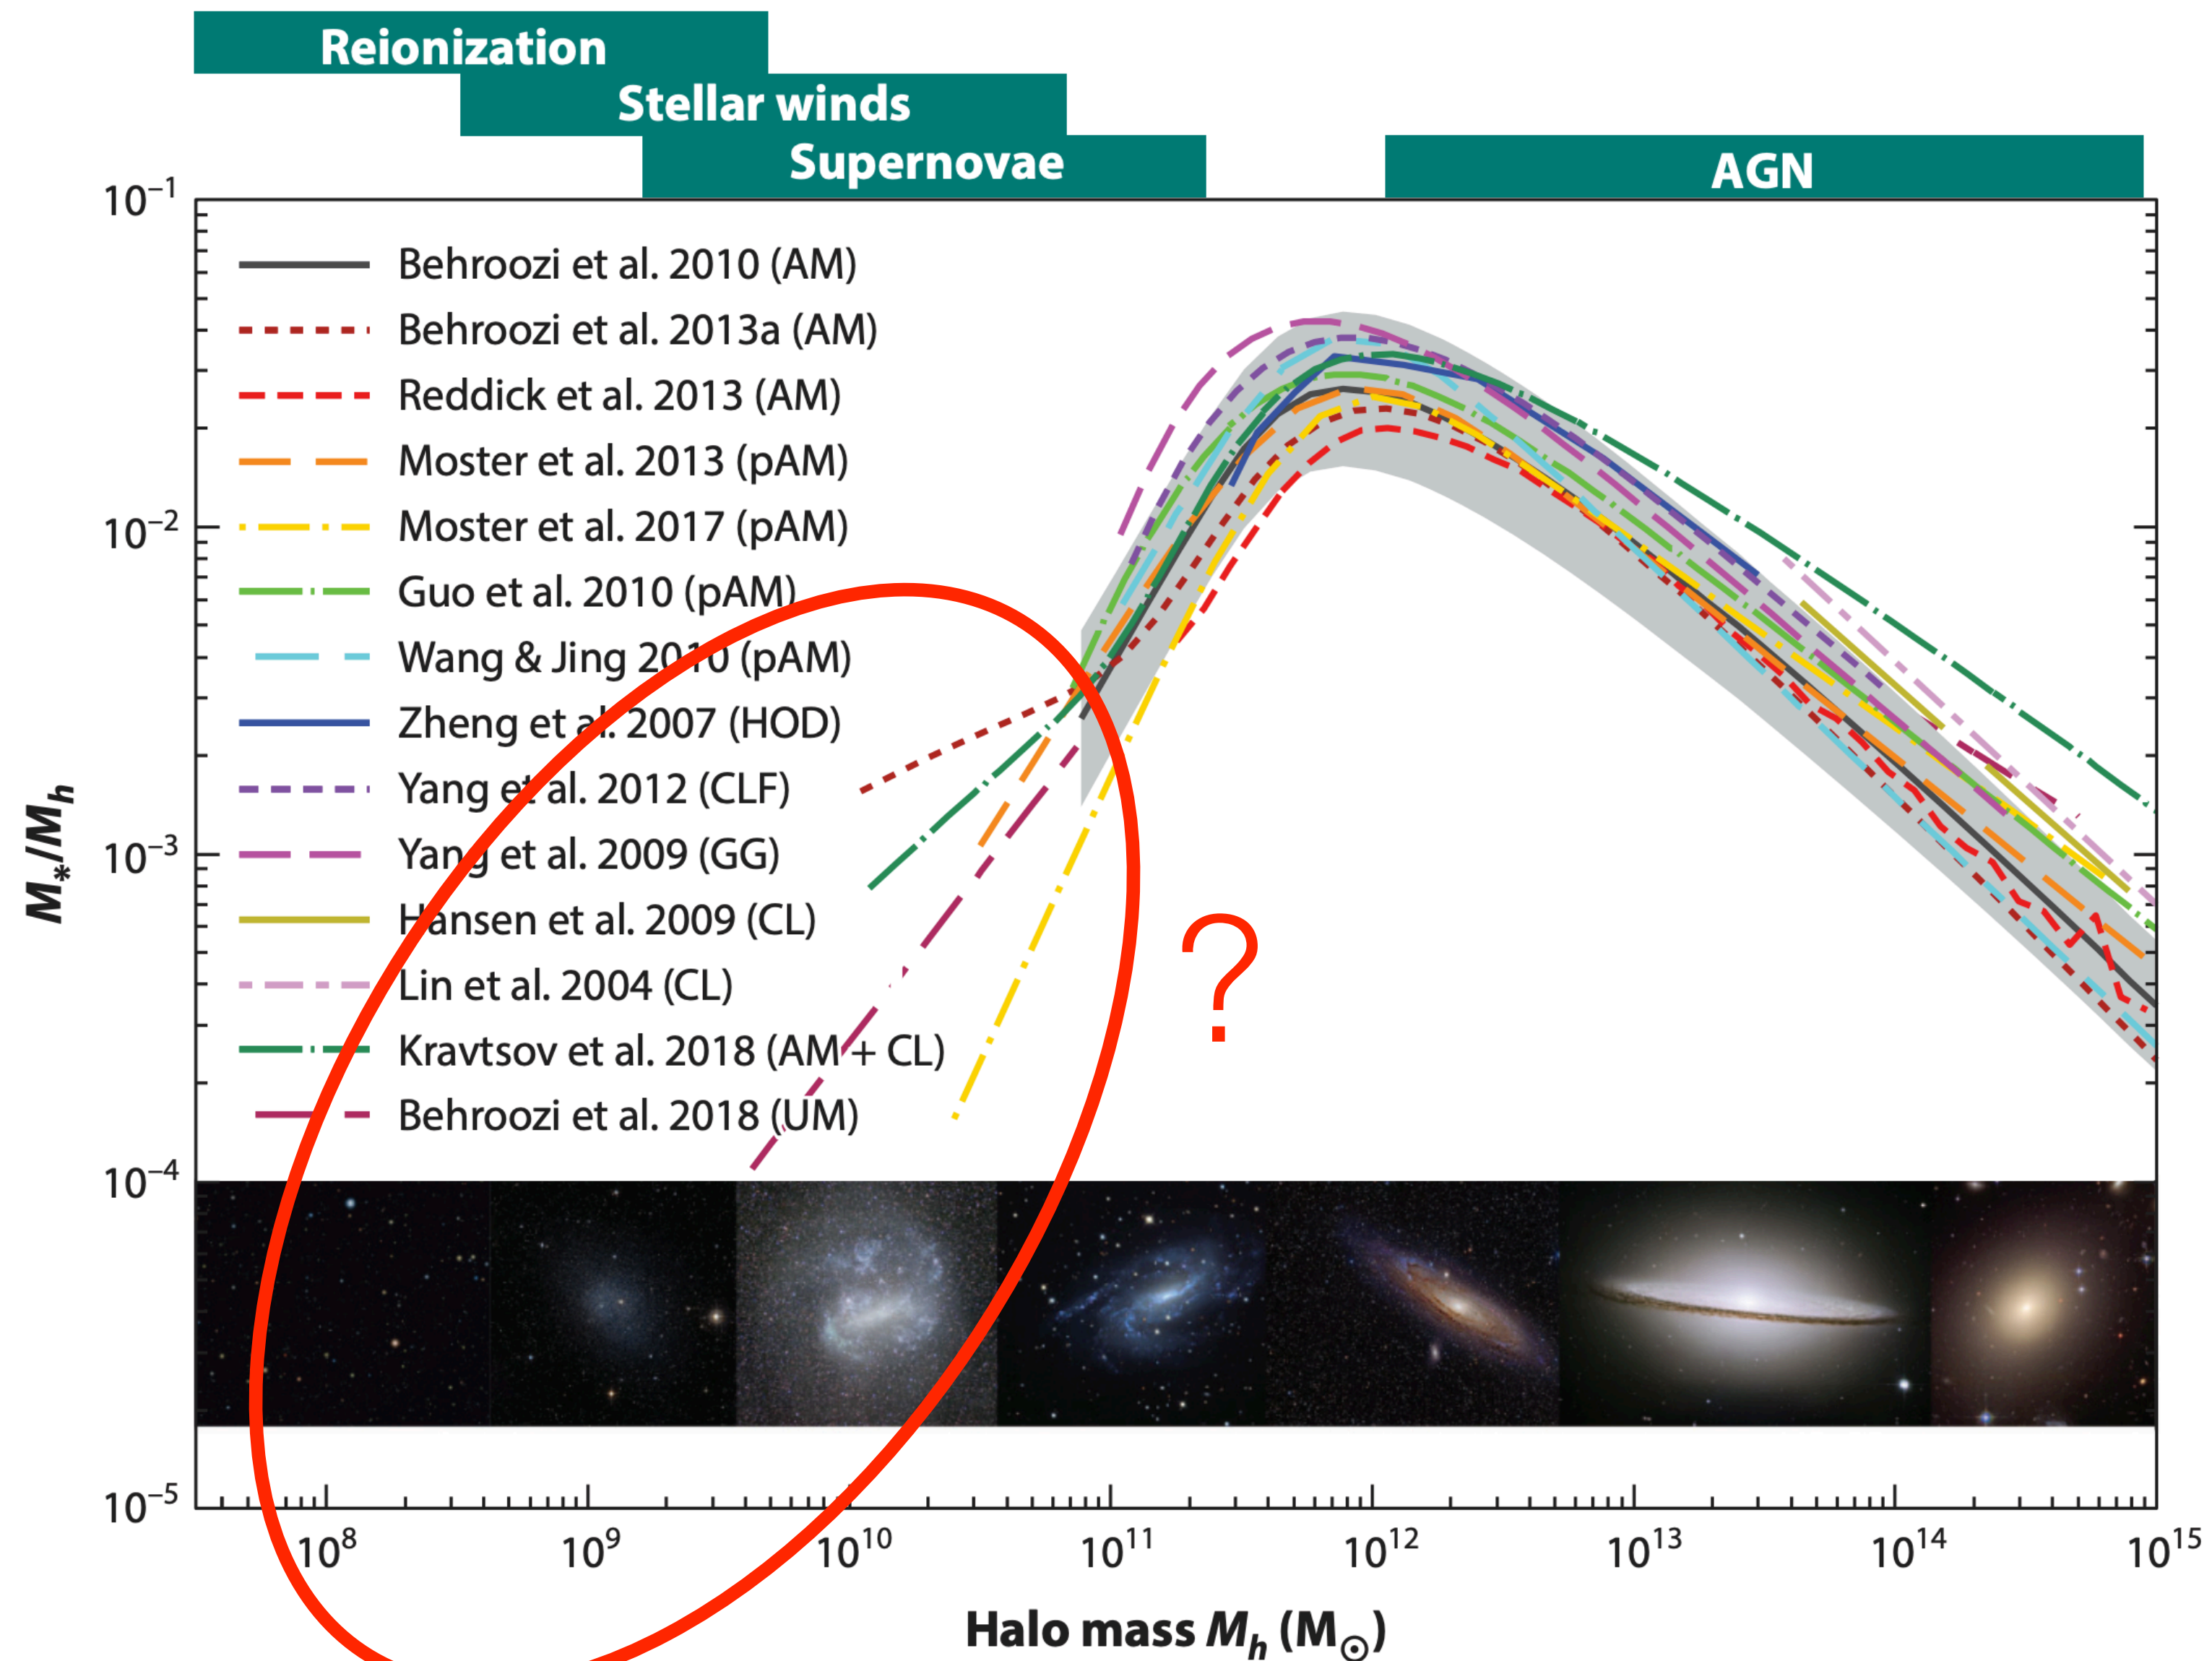 Reionization
Stellar winds
Supernovae
AGN
10⁻¹
Behroozi et al. 2010 (AM)
Behroozi et al. 2013a (AM)
Reddick et al. 2013 (AM)
Moster et al. 2013 (pAM)
10⁻²
Moster et al. 2017 (pAM)
Guo et al. 2010 (pAM)
Wang & Jing 2010 (pAM)
Zheng et al. 2007 (HOD)
Yang et al. 2012 (CLF)
M*/Mh
10⁻³
Yang et al. 2009 (GG)
Hansen et al. 2009 (CL)
?
Lin et al. 2004 (CL)
Kravtsov et al. 2018 (AM + CL)
Behroozi et al. 2018 (UM)
10⁻⁴
10⁻⁵
10⁸ 10⁹ 10¹⁰ 10¹¹ 10¹² 10¹³ 10¹⁴ 10¹⁵
Halo mass Mh (M☉)